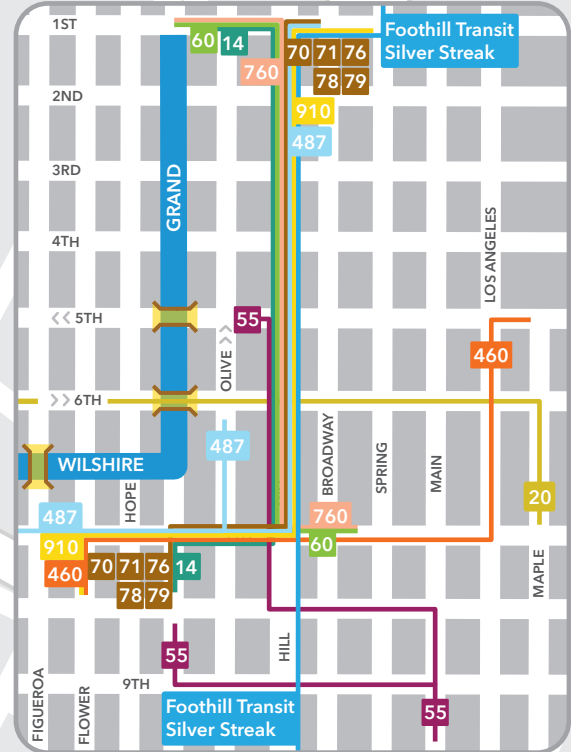 1ST
60
14
760
70 71 76
78 79
Foothill Transit
Silver Streak
2ND
910
487
3RD
GRAND
4TH
LOS ANGELES
<< 5TH
55
OLIVE >>
460
>> 6TH
487
BROADWAY
SPRING
MAIN
WILSHIRE
HOPE
20
487
760
910
60
460
70 71 76
78 79
14
MAPLE
HILL
55
9TH
FIGUEROA
FLOWER
Foothill Transit
Silver Streak
55